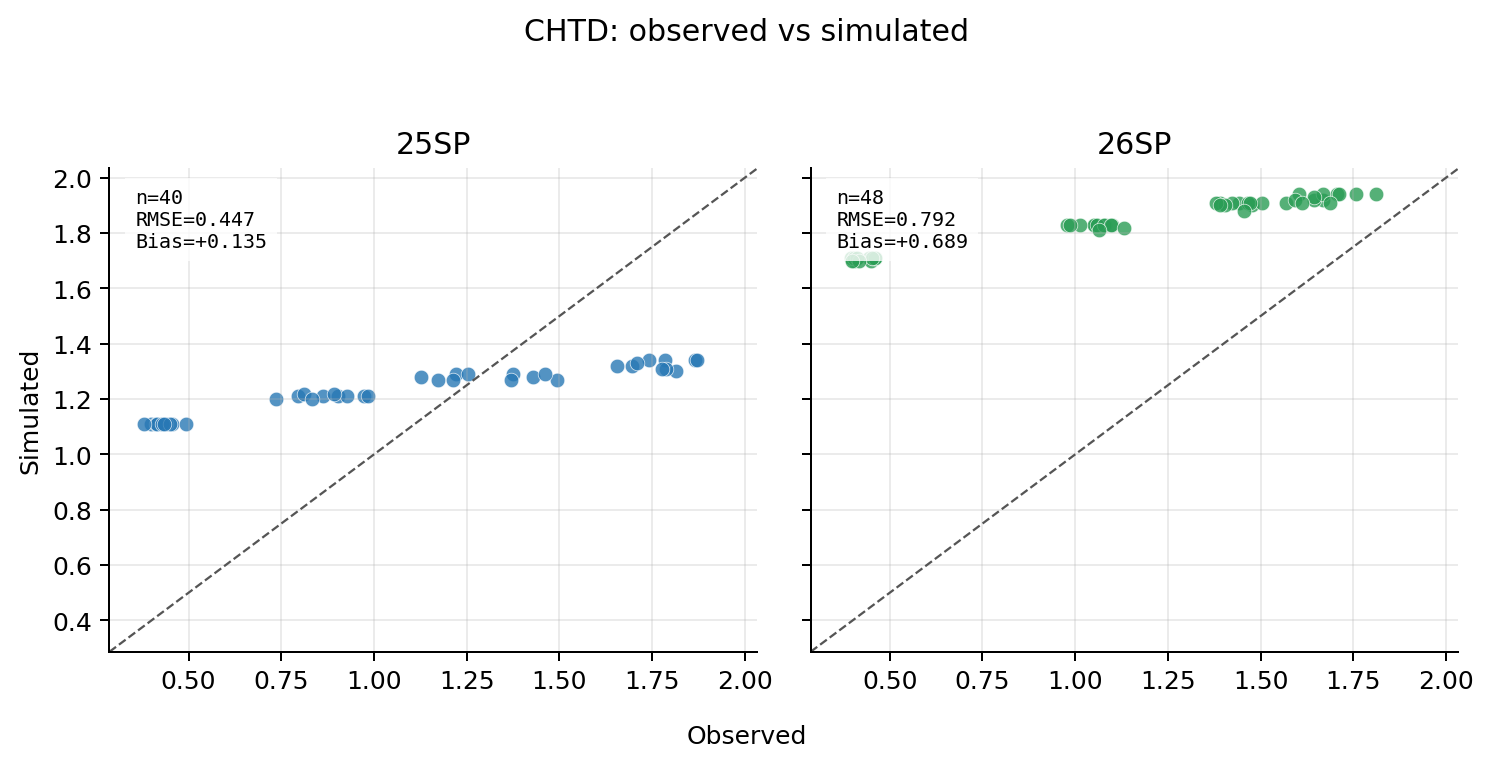 CHTD: observed vs simulated
25SP
26SP
n=40
RMSE=0.447
Bias=+0.135
n=48
RMSE=0.792
Bias=+0.689
2.0
1.8
1.6
1.4
1.2
1.0
0.8
0.6
0.4
Simulated
0.50 0.75 1.00 1.25 1.50 1.75 2.00
0.50 0.75 1.00 1.25 1.50 1.75 2.00
Observed